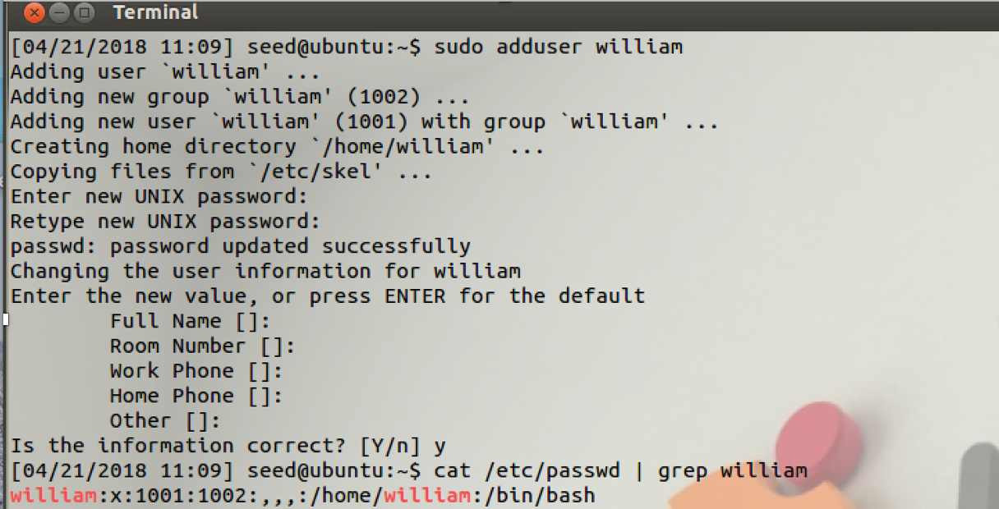 Terminal
[04/21/2018 11:09] seed@ubuntu:~$ sudo adduser william
Adding user `william' ...
Adding new group `william' (1002) ...
Adding new user `william' (1001) with group `william' ...
Creating home directory `/home/william' ...
Copying files from `/etc/skel' ...
Enter new UNIX password:
Retype new UNIX password:
passwd: password updated successfully
Changing the user information for william
Enter the new value, or press ENTER for the default
        Full Name []:
        Room Number []:
        Work Phone []:
        Home Phone []:
        Other []:
Is the information correct? [Y/n] y
[04/21/2018 11:09] seed@ubuntu:~$ cat /etc/passwd | grep william
william:x:1001:1002:,,,:/home/william:/bin/bash